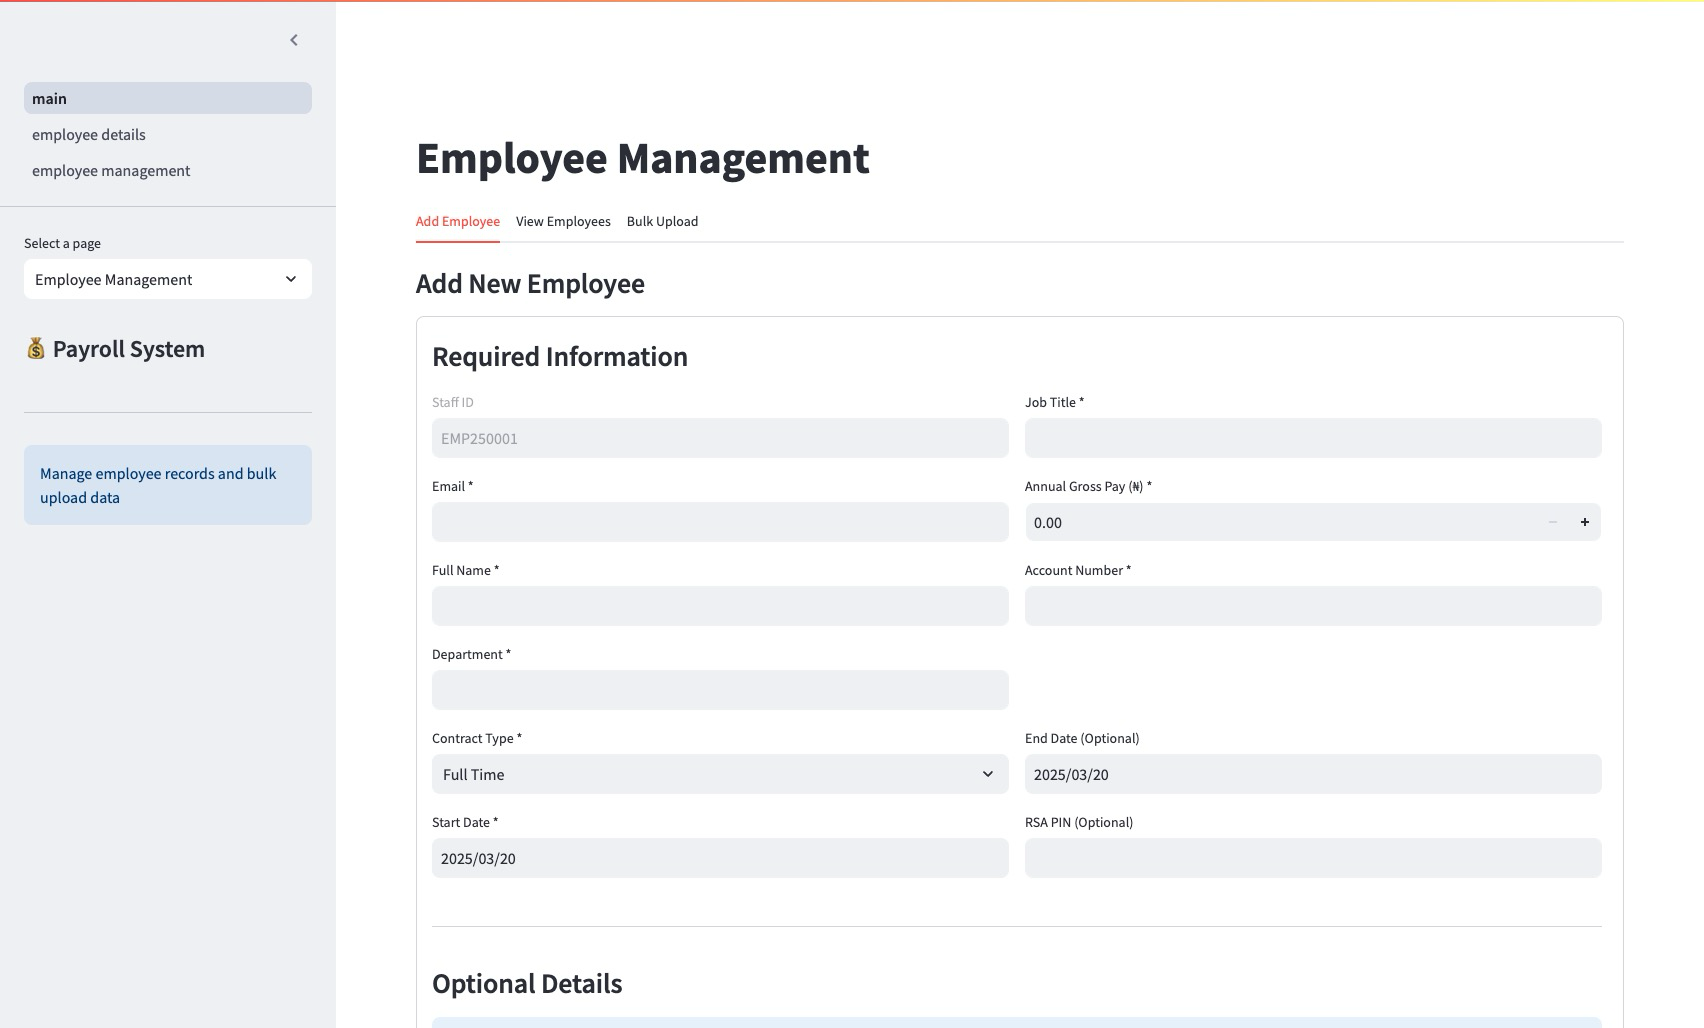 main
employee details
employee management
Select a page
Employee Management
💰 Payroll System
Manage employee records and bulk
upload data
Employee Management
Add Employee View Employees Bulk Upload
Add New Employee
Required Information
Staff ID
EMP250001
Job Title *
Email *
Annual Gross Pay (₦) *
0.00
Full Name *
Account Number *
Department *
Contract Type *
Full Time
End Date (Optional)
2025/03/20
Start Date *
2025/03/20
RSA PIN (Optional)
Optional Details